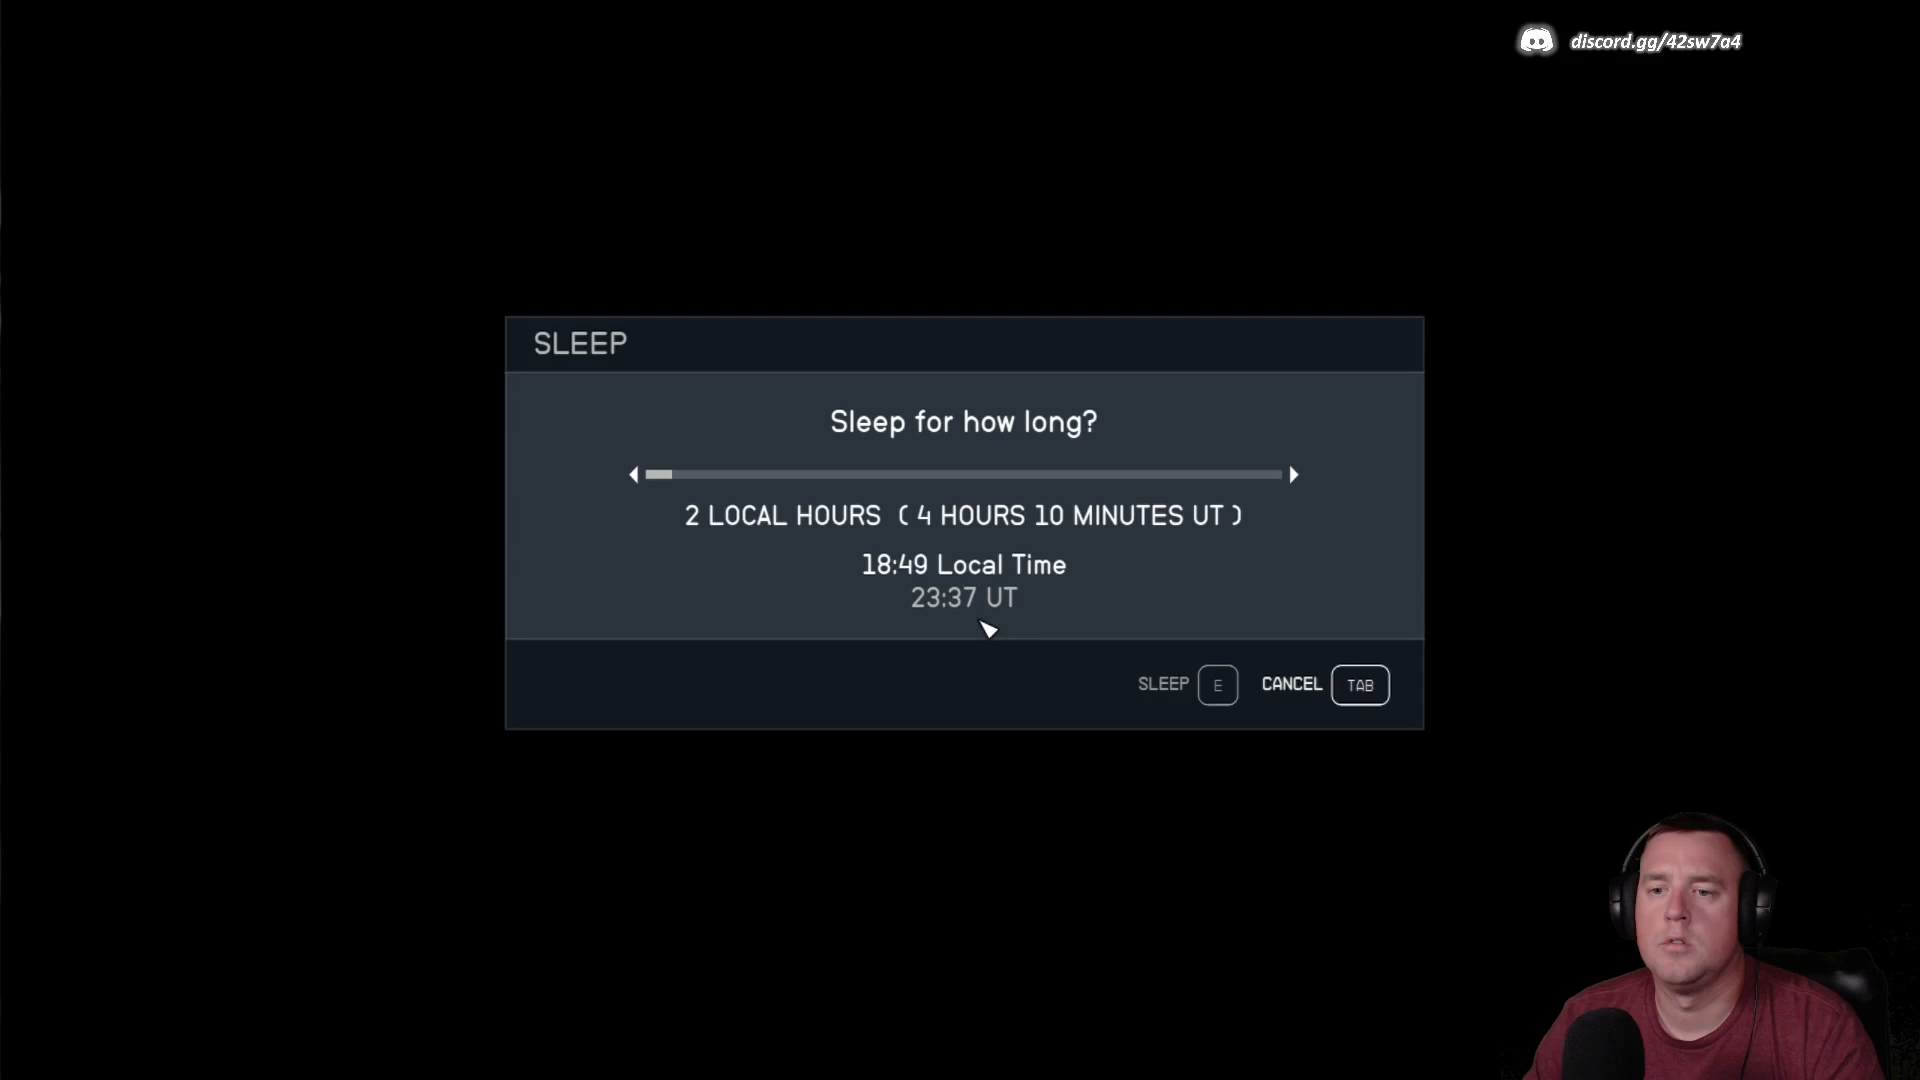 discord.gg/42sw7a4
SLEEP
Sleep for how long?
2 LOCAL HOURS ( 4 HOURS 10 MINUTES UT )
18:49 Local Time
23:37 UT
SLEEP E CANCEL TAB